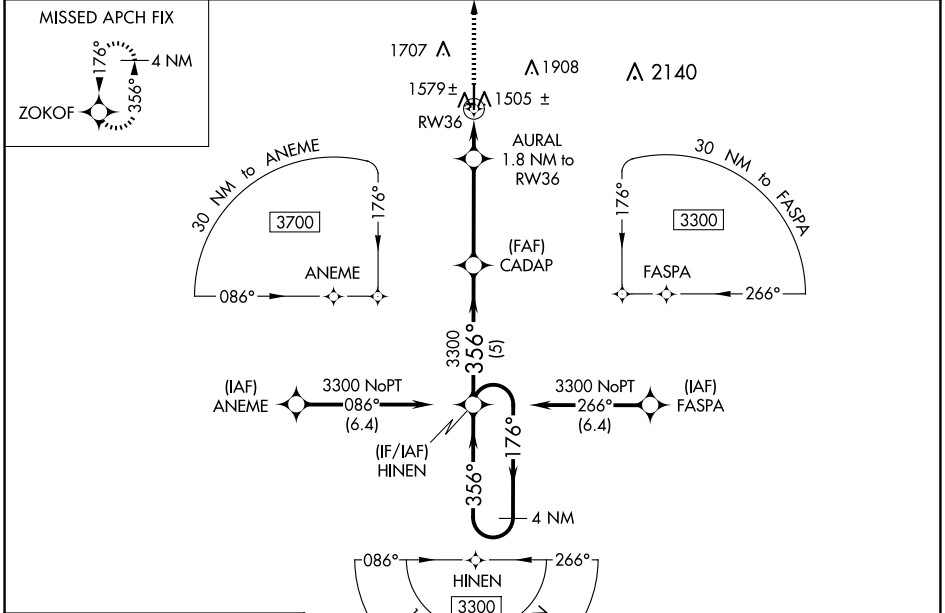 MISSED APCH FIX
176°
4 NM
356°
ZOKOF
1707
1908
2140
1579±
1505 ±
RW36
AURAL
1.8 NM to
RW36
30 NM to ANEME
3700
176°
ANEME
086°
(FAF)
CADAP
30 NM to FASPA
176°
3300
FASPA
266°
3300
356°
(5)
(IAF)
ANEME
3300 NoPT
086°
(6.4)
3300 NoPT
266°
(6.4)
(IAF)
FASPA
(IF/IAF)
HINEN
356°
176°
4 NM
086°
266°
HINEN
3300